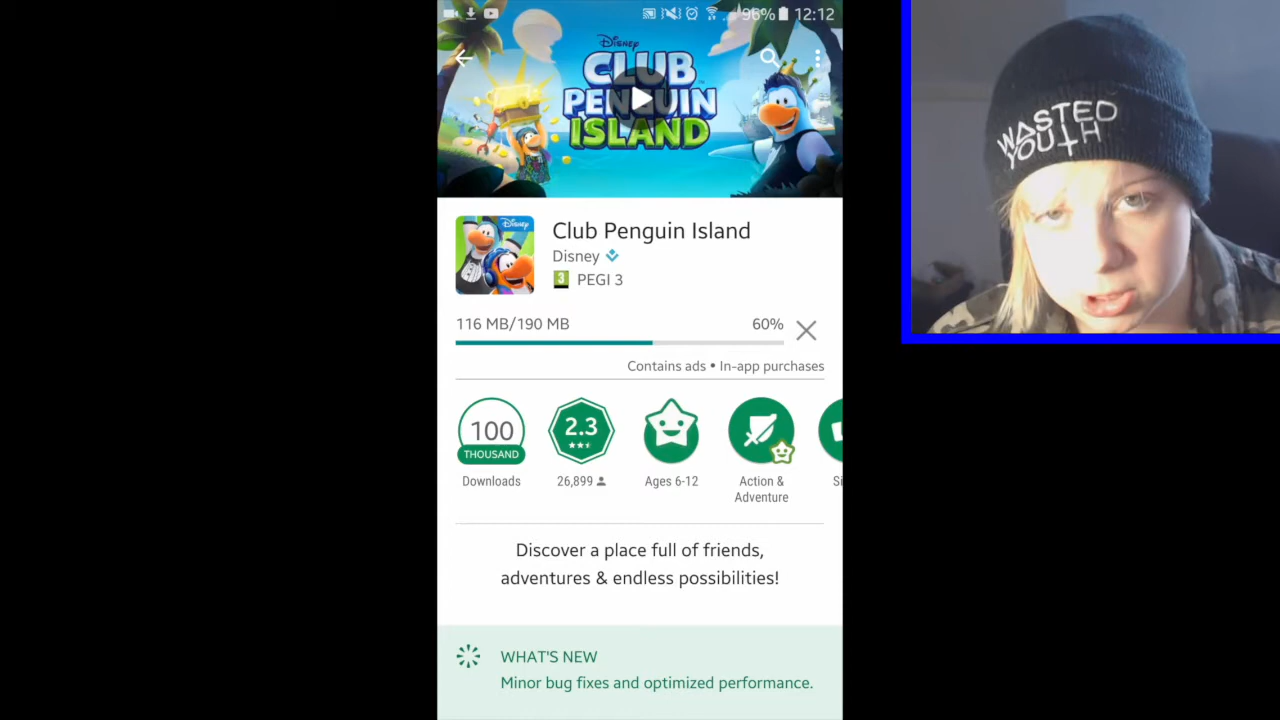 96% 12:12
Disney
CLUB
PENGUIN
ISLAND
WASTED
YOUTH
Disney
Club Penguin Island
Disney
3 PEGI 3
116 MB/190 MB 60%
Contains ads • In-app purchases
100
THOUSAND
2.3
Downloads
26,899
Ages 6-12
Action &
Adventure
Si
Discover a place full of friends,
adventures & endless possibilities!
WHAT'S NEW
Minor bug fixes and optimized performance.